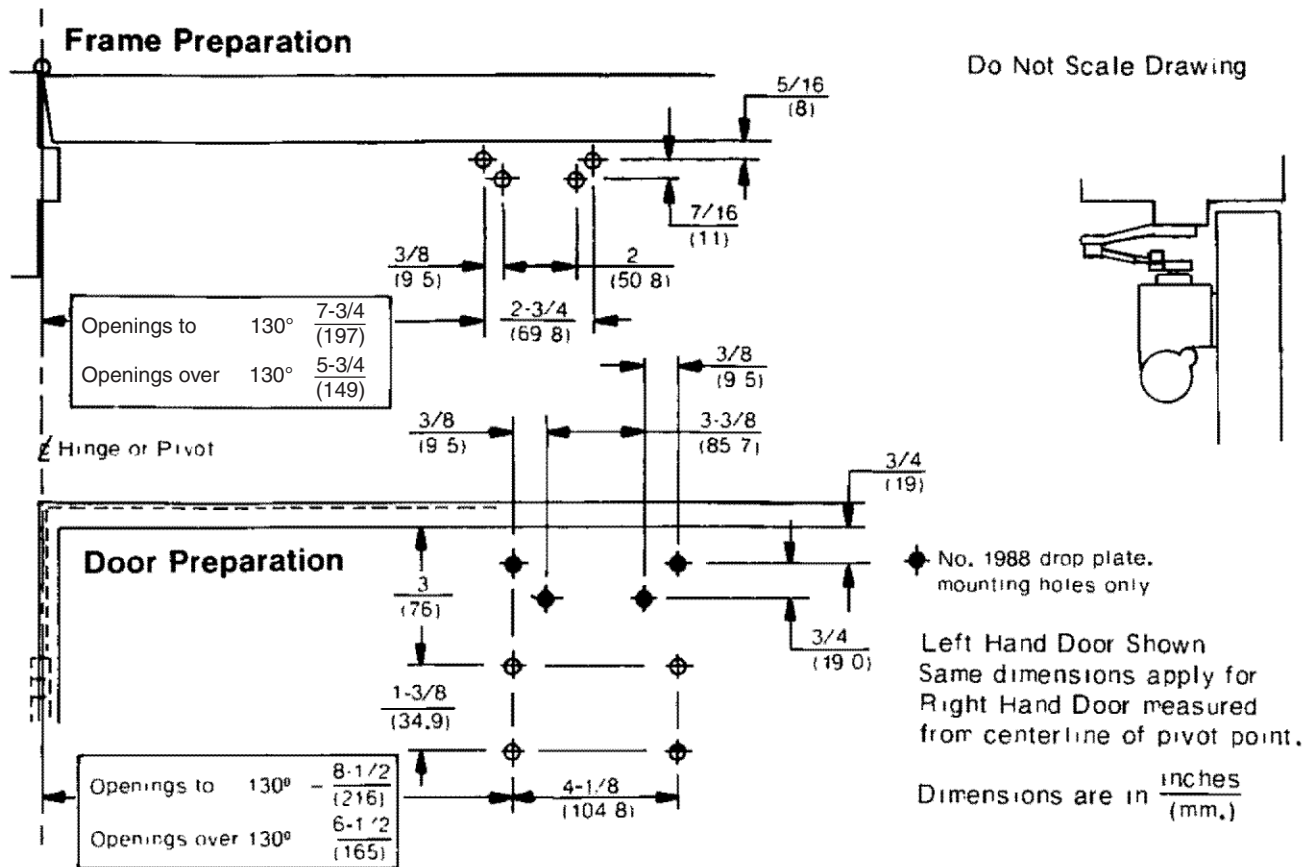 Frame Preparation
Do Not Scale Drawing
5/16
(8)
7/16
(11)
3/8
(9 5)
2
(50 8)
2-3/4
(69 8)
Openings to 130° 7-3/4
(197)
Openings over 130° 5-3/4
(149)
3/8
(9 5)
3/8
(9 5)
3-3/8
(85 7)
℄ Hinge or Pivot
3/4
(19)
Door Preparation
No. 1988 drop plate.
mounting holes only
3
(76)
3/4
(19 0)
Left Hand Door Shown
Same dimensions apply for
Right Hand Door measured
from centerline of pivot point.
1-3/8
(34.9)
Openings to 130° - 8-1/2
(216)
Openings over 130° 6-1/2
(165)
4-1/8
(104 8)
Dimensions are in inches
(mm.)